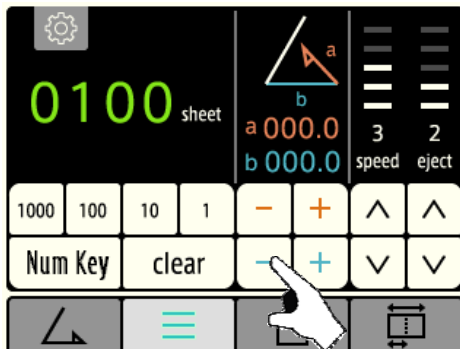 0100 sheet
a
b
a 000.0
b 000.0
3 2
speed eject
1000 100 10 1 - +
Num Key clear - +